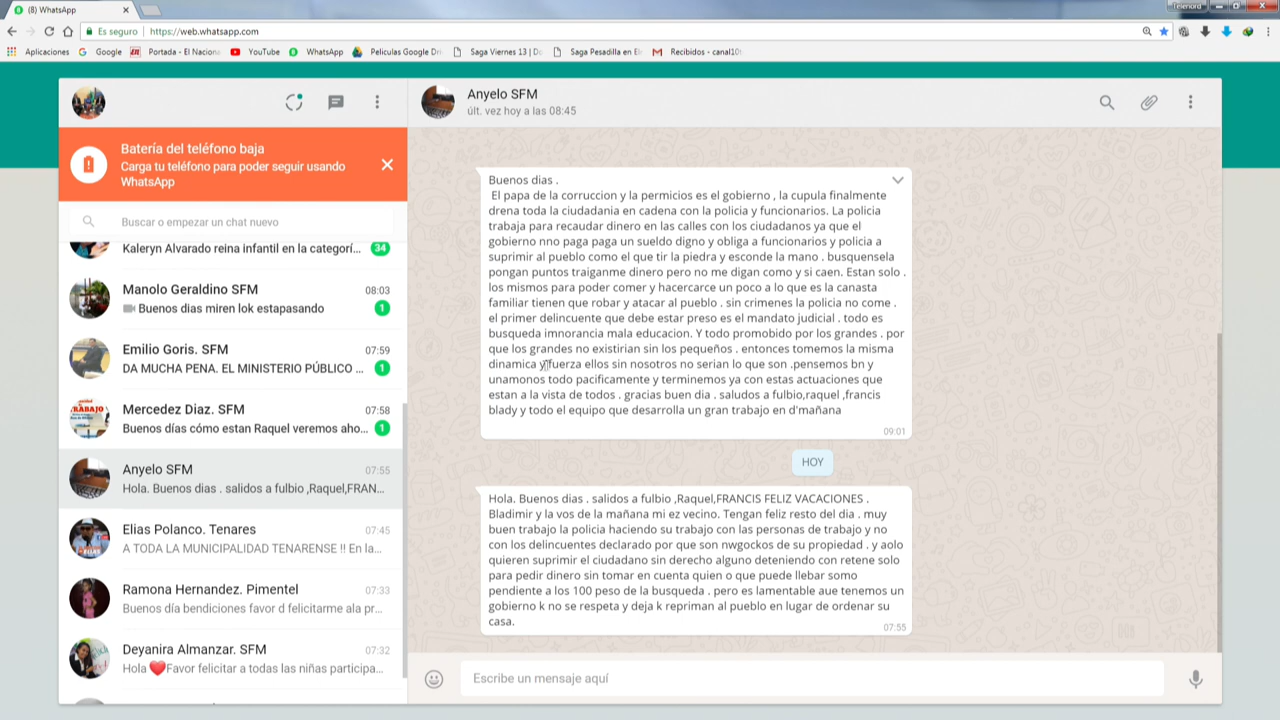 (8) WhatsApp
Telenord
Es seguro
https://web.whatsapp.com
Aplicaciones
Google
Portada - El Naciona
YouTube
WhatsApp
Peliculas Google Dri
Saga Viernes 13 | Do
Saga Pesadilla en El
Recibidos - canal10
Anyelo SFM
últ. vez hoy a las 08:45
Batería del teléfono baja
Carga tu teléfono para poder seguir usando
WhatsApp
Buscar o empezar un chat nuevo
Kaleryn Alvarado reina infantil en la categorí...
34
Manolo Geraldino SFM
08:03
Buenos dias miren lok estapasando
1
Emilio Goris. SFM
07:59
DA MUCHA PENA. EL MINISTERIO PÚBLICO ...
1
Mercedez Diaz. SFM
07:58
Buenos días cómo estan Raquel veremos aho...
1
Anyelo SFM
07:55
Hola. Buenos dias . salidos a fulbio ,Raquel,FRAN...
Elias Polanco. Tenares
07:45
A TODA LA MUNICIPALIDAD TENARENSE !! En la...
Ramona Hernandez. Pimentel
07:33
Buenos día bendiciones favor d felicitarme ala pr...
Deyanira Almanzar. SFM
07:32
Hola ❤Favor felicitar a todas las niñas participa...
Buenos dias .
El papa de la corruccion y la permicios es el gobierno , la cupula finalmente
drena toda la ciudadania en cadena con la policia y funcionarios. La policia
trabaja para recaudar dinero en las calles con los ciudadanos ya que el
gobierno nno paga paga un sueldo digno y obliga a funcionarios y policia a
suprimir al pueblo como el que tir la piedra y esconde la mano . busquensela
pongan puntos traiganme dinero pero no me digan como y si caen. Estan solo .
los mismos para poder comer y hacercarce un poco a lo que es la canasta
familiar tienen que robar y atacar al pueblo . sin crimenes la policia no come .
el primer delincuente que debe estar preso es el mandato judicial . todo es
busqueda imnorancia mala educacion. Y todo promobido por los grandes . por
que los grandes no existirian sin los pequeños . entonces tomemos la misma
dinamica y fuerza ellos sin nosotros no serian lo que son .pensemos bn y
unamonos todo pacificamente y terminemos ya con estas actuaciones que
estan a la vista de todos . gracias buen dia . saludos a fulbio,raquel ,francis
blady y todo el equipo que desarrolla un gran trabajo en d'mañana
09:01
HOY
Hola. Buenos dias . salidos a fulbio ,Raquel,FRANCIS FELIZ VACACIONES .
Bladimir y la vos de la mañana mi ez vecino. Tengan feliz resto del dia . muy
buen trabajo la policia haciendo su trabajo con las personas de trabajo y no
con los delincuentes declarado por que son nwgockos de su propiedad . y aolo
quieren suprimir el ciudadano sin derecho alguno deteniendo con retene solo
para pedir dinero sin tomar en cuenta quien o que puede llebar somo
pendiente a los 100 peso de la busqueda . pero es lamentable aue tenemos un
gobierno k no se respeta y deja k repriman al pueblo en lugar de ordenar su
casa.
07:55
Escribe un mensaje aquí